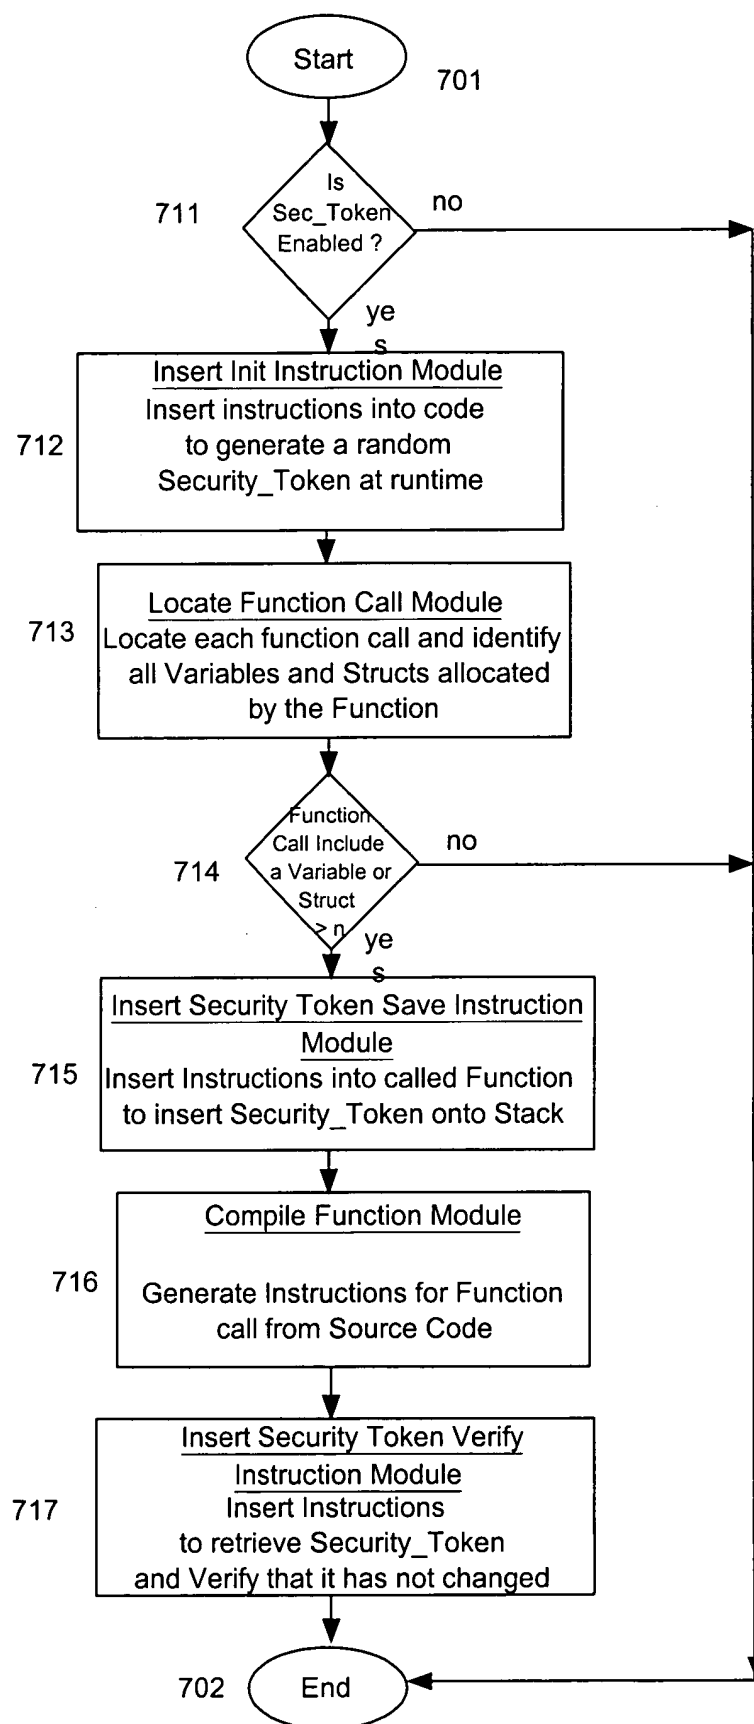 Start
701
711
Is
Sec_Token
Enabled ?
no
ye
s
712
Insert Init Instruction Module
Insert instructions into code
to generate a random
Security_Token at runtime
713
Locate Function Call Module
Locate each function call and identify
all Variables and Structs allocated
by the Function
714
Function
Call Include
a Variable or
Struct
> n
no
ye
s
715
Insert Security Token Save Instruction
Module
Insert Instructions into called Function
to insert Security_Token onto Stack
716
Compile Function Module
Generate Instructions for Function
call from Source Code
717
Insert Security Token Verify
Instruction Module
Insert Instructions
to retrieve Security_Token
and Verify that it has not changed
702
End